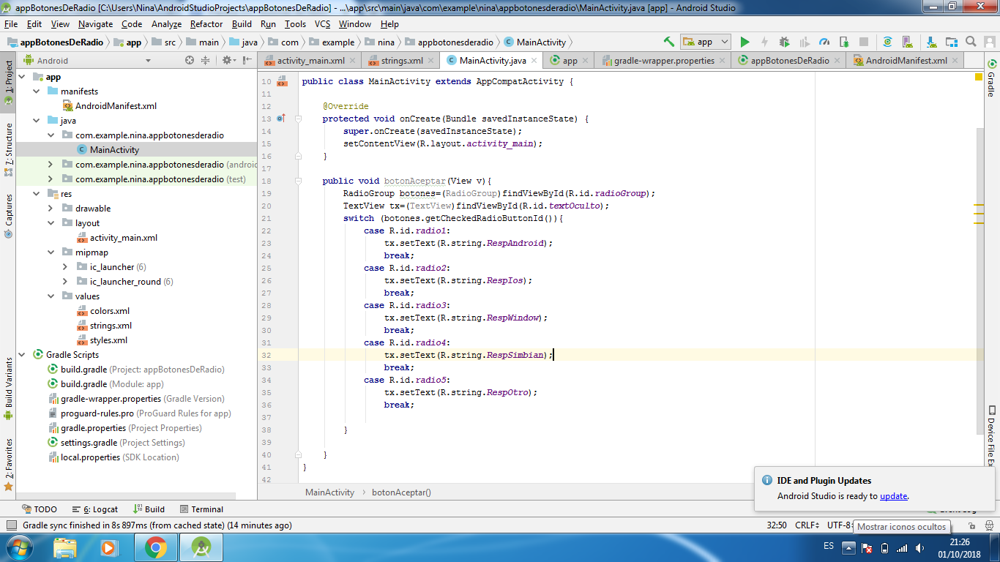 appBotonesDeRadio [C:\Users\Nina\AndroidStudioProjects\appBotonesDeRadio] - ...\app\src\main\java\com\example\nina\appbotonesderadio\MainActivity.java [app] - Android Studio
File Edit View Navigate Code Analyze Refactor Build Run Tools VCS Window Help
appBotonesDeRadio app src main java com example nina appbotonesderadio MainActivity app
Android activity_main.xml strings.xml MainActivity.java app gradle-wrapper.properties appBotonesDeRadio AndroidManifest.xml
1: Project
7: Structure
Captures
Build Variants
2: Favorites
app
manifests
AndroidManifest.xml
java
com.example.nina.appbotonesderadio
MainActivity
com.example.nina.appbotonesderadio (android
com.example.nina.appbotonesderadio (test)
res
drawable
layout
activity_main.xml
mipmap
ic_launcher (6)
ic_launcher_round (6)
values
colors.xml
strings.xml
styles.xml
Gradle Scripts
build.gradle (Project: appBotonesDeRadio)
build.gradle (Module: app)
gradle-wrapper.properties (Gradle Version)
proguard-rules.pro (ProGuard Rules for app)
gradle.properties (Project Properties)
settings.gradle (Project Settings)
local.properties (SDK Location)
10 public class MainActivity extends AppCompatActivity {
11
12 @Override
13 protected void onCreate(Bundle savedInstanceState) {
14 super.onCreate(savedInstanceState);
15 setContentView(R.layout.activity_main);
16 }
17
18 public void botonAceptar(View v){
19 RadioGroup botones=(RadioGroup)findViewById(R.id.radioGroup);
20 TextView tx=(TextView)findViewById(R.id.textOculto);
21 switch (botones.getCheckedRadioButtonId()){
22 case R.id.radio1:
23 tx.setText(R.string.RespAndroid);
24 break;
25 case R.id.radio2:
26 tx.setText(R.string.RespIos);
27 break;
28 case R.id.radio3:
29 tx.setText(R.string.RespWindow);
30 break;
31 case R.id.radio4:
32 tx.setText(R.string.RespSimbian);
33 break;
34 case R.id.radio5:
35 tx.setText(R.string.RespOtro);
36 break;
37
38 }
39
40 }
41 }
42
MainActivity botonAceptar()
Gradle
Device File Ex
IDE and Plugin Updates
Android Studio is ready to update.
TODO 6: Logcat Build Terminal Event Log
Gradle sync finished in 8s 897ms (from cached state) (14 minutes ago) 32:50 CRLF UTF-8
Mostrar iconos ocultos
ES
21:26
01/10/2018